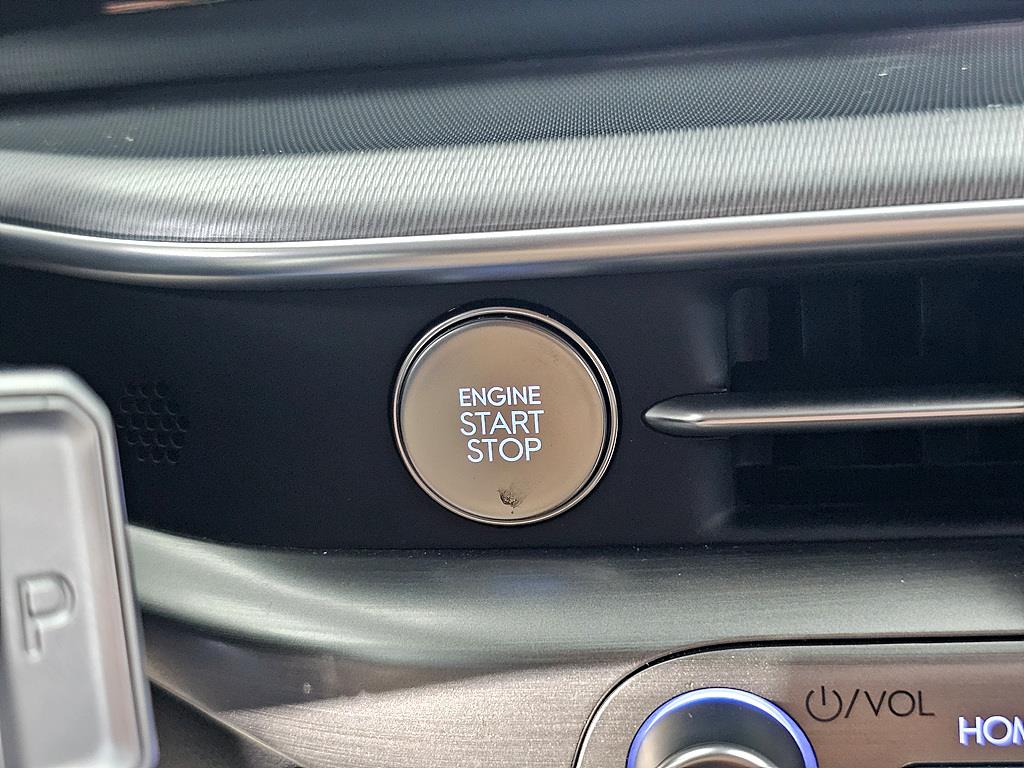 ENGINE
START
STOP
P
/VOL
HOM